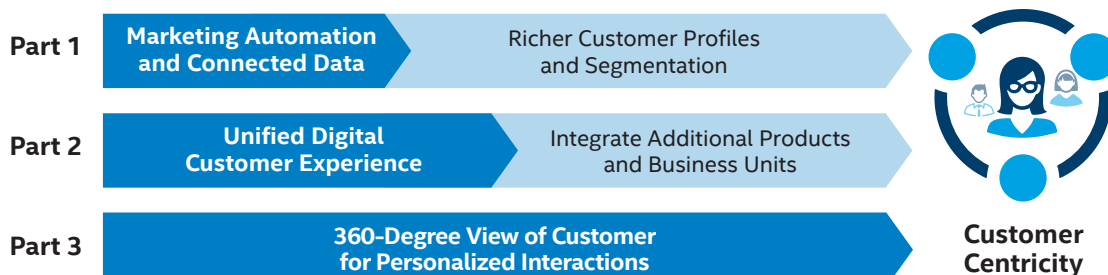 Part 1
Marketing Automation
and Connected Data
Richer Customer Profiles
and Segmentation
Part 2
Unified Digital
Customer Experience
Integrate Additional Products
and Business Units
Part 3
360-Degree View of Customer
for Personalized Interactions
Customer
Centricity